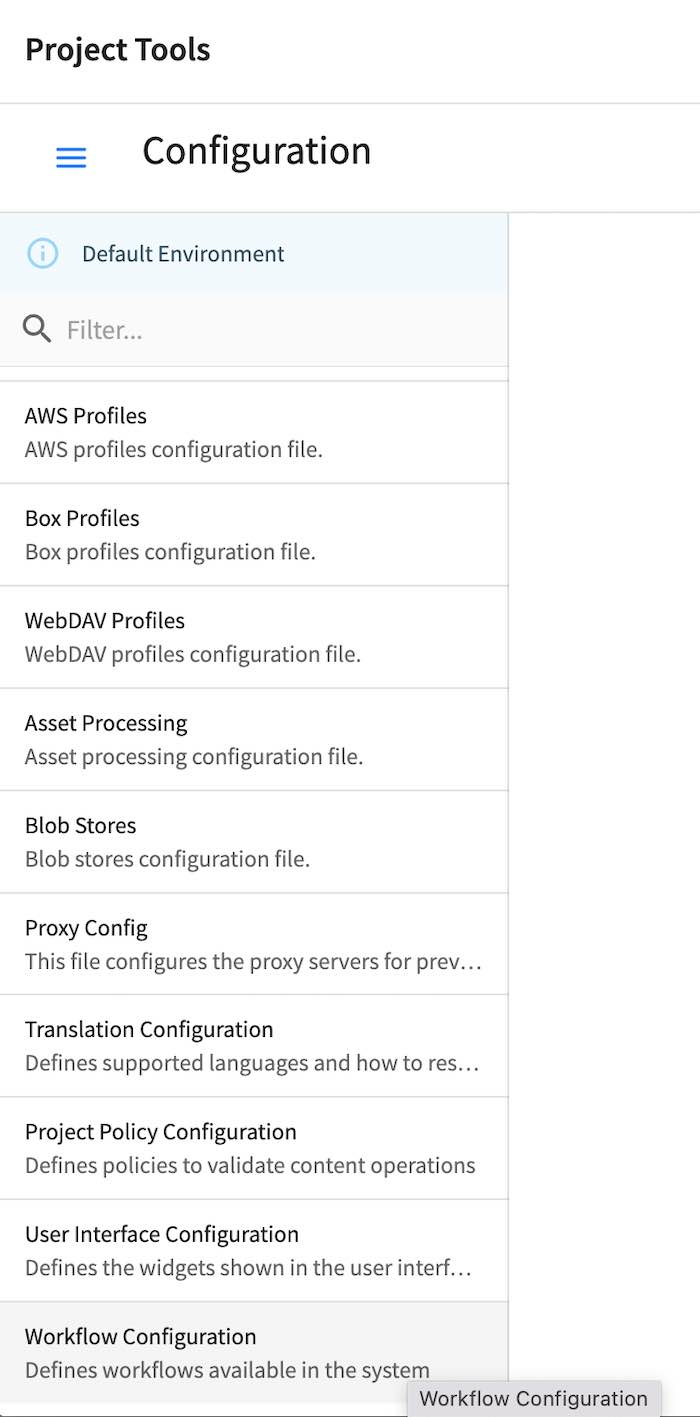 Project Tools
Configuration
Default Environment
Filter...
AWS Profiles
AWS profiles configuration file.
Box Profiles
Box profiles configuration file.
WebDAV Profiles
WebDAV profiles configuration file.
Asset Processing
Asset processing configuration file.
Blob Stores
Blob stores configuration file.
Proxy Config
This file configures the proxy servers for prev…
Translation Configuration
Defines supported languages and how to res…
Project Policy Configuration
Defines policies to validate content operations
User Interface Configuration
Defines the widgets shown in the user interf…
Workflow Configuration
Defines workflows available in the system
Workflow Configuration